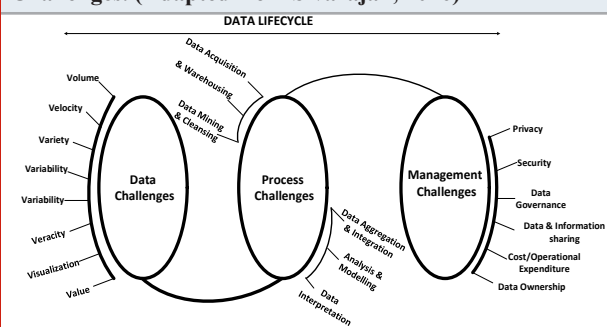 DATA LIFECYCLE
Volume
Velocity
Variety
Variability
Variability
Veracity
Visualization
Value
Data
Challenges
Data Acquisition
& Warehousing
Data Mining
& Cleansing
Process
Challenges
Data Aggregation
& Integration
Analysis &
Modelling
Data
Interpretation
Management
Challenges
Privacy
Security
Data
Governance
Data & Information
sharing
Cost/Operational
Expenditure
Data Ownership